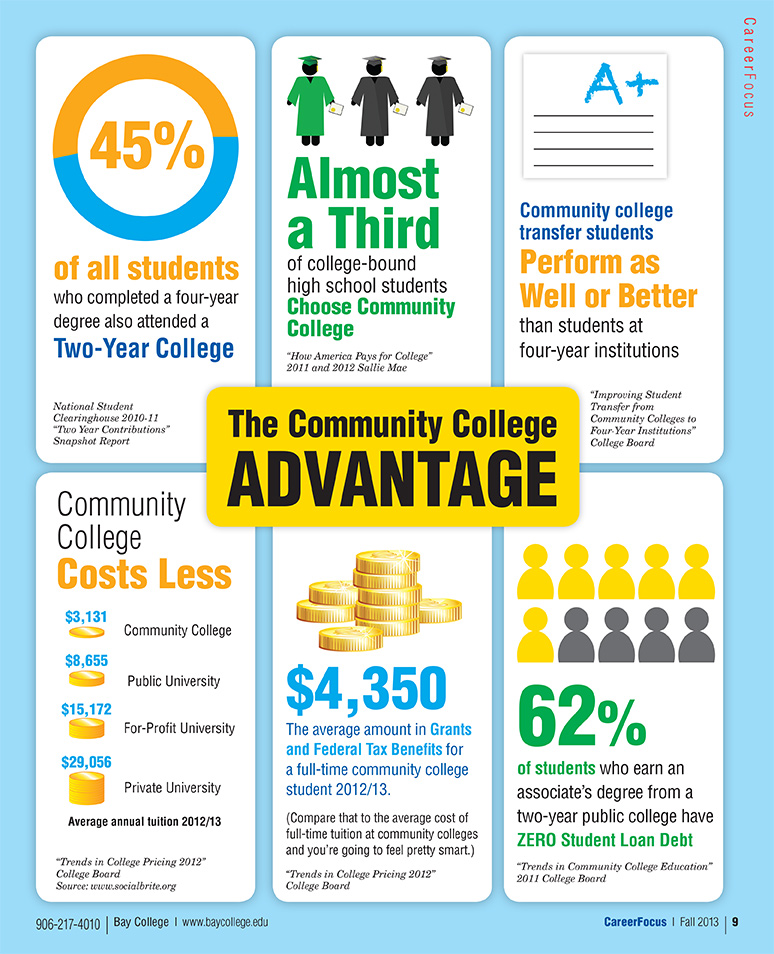 CareerFocus
45%
of all students
who completed a four-year
degree also attended a
Two-Year College
National Student
Clearinghouse 2010-11
“Two Year Contributions”
Snapshot Report
Almost
a Third
of college-bound
high school students
Choose Community
College
“How America Pays for College”
2011 and 2012 Sallie Mae
A+
Community college
transfer students
Perform as
Well or Better
than students at
four-year institutions
“Improving Student
Transfer from
Community Colleges to
Four-Year Institutions”
College Board
The Community College
ADVANTAGE
Community
College
Costs Less
$3,131
Community College
$8,655
Public University
$15,172
For-Profit University
$29,056
Private University
Average annual tuition 2012/13
“Trends in College Pricing 2012”
College Board
Source: www.socialbrite.org
$4,350
The average amount in Grants
and Federal Tax Benefits for
a full-time community college
student 2012/13.
(Compare that to the average cost of
full-time tuition at community colleges
and you’re going to feel pretty smart.)
“Trends in College Pricing 2012”
College Board
62%
of students who earn an
associate’s degree from a
two-year public college have
ZERO Student Loan Debt
“Trends in Community College Education”
2011 College Board
906-217-4010 | Bay College | www.baycollege.edu
CareerFocus | Fall 2013 | 9